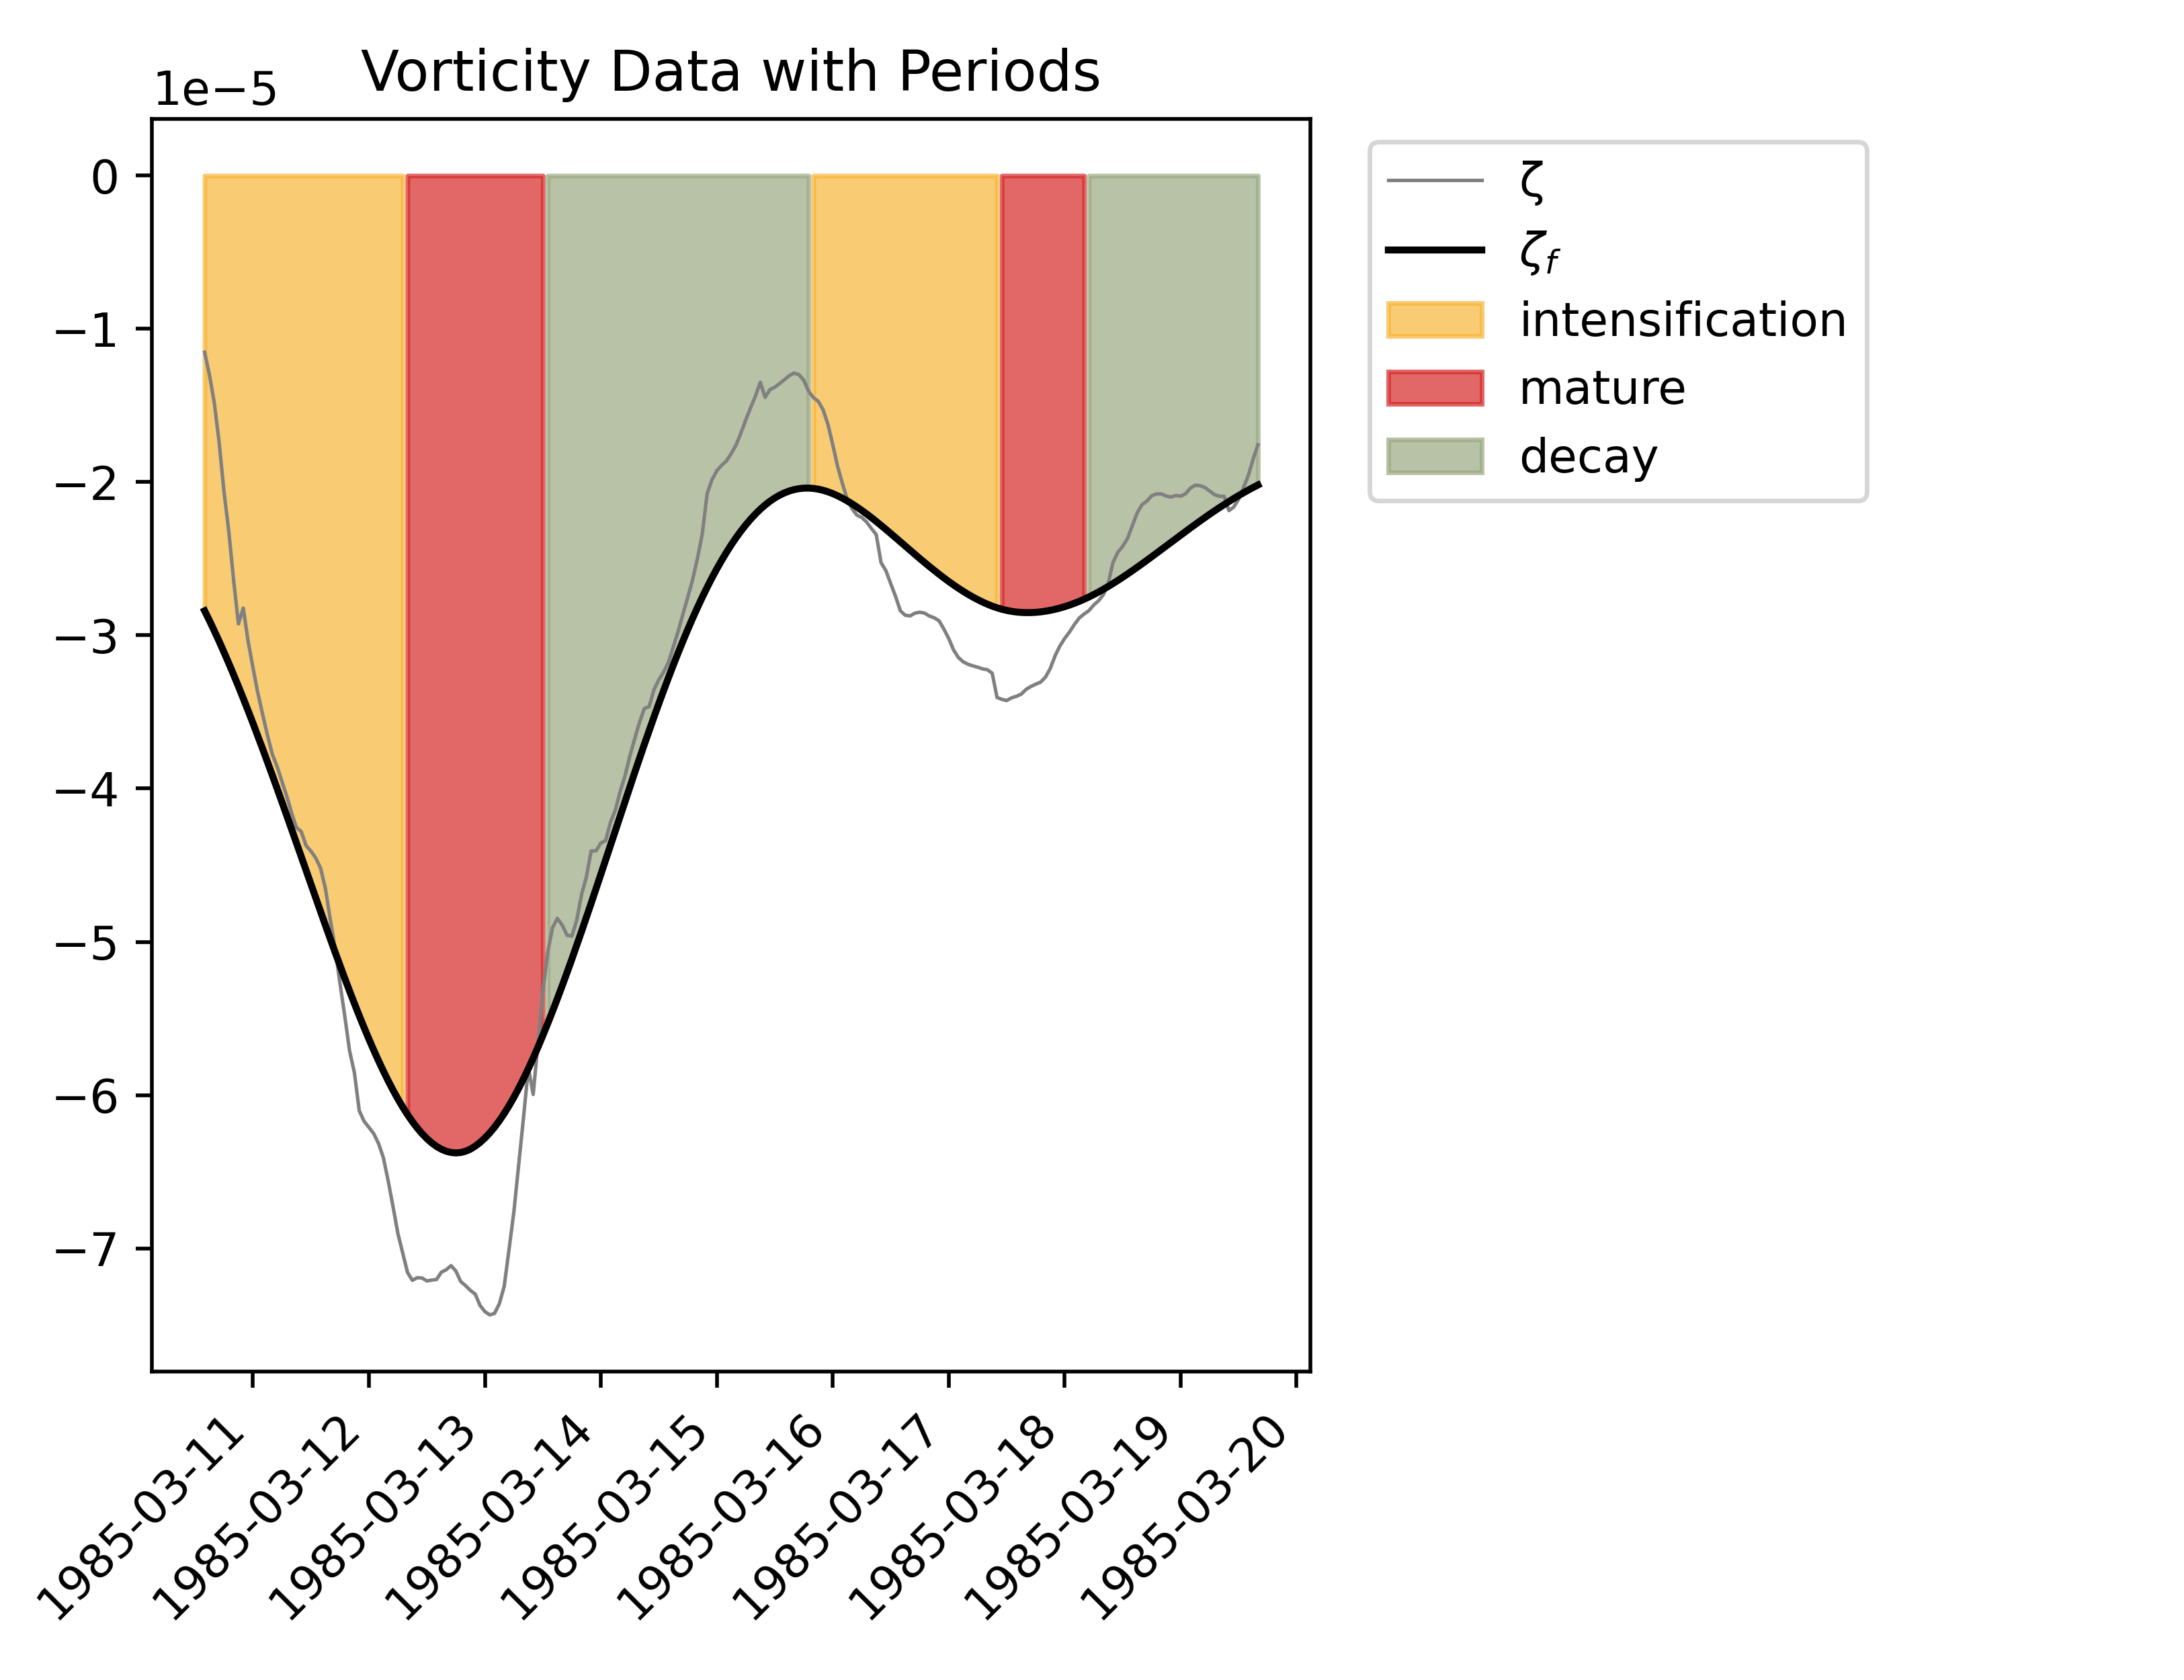 Vorticity Data with Periods
1e−5
0
−1
−2
−3
−4
−5
−6
−7
1985-03-11
1985-03-12
1985-03-13
1985-03-14
1985-03-15
1985-03-16
1985-03-17
1985-03-18
1985-03-19
1985-03-20
ζ
ζf
intensification
mature
decay